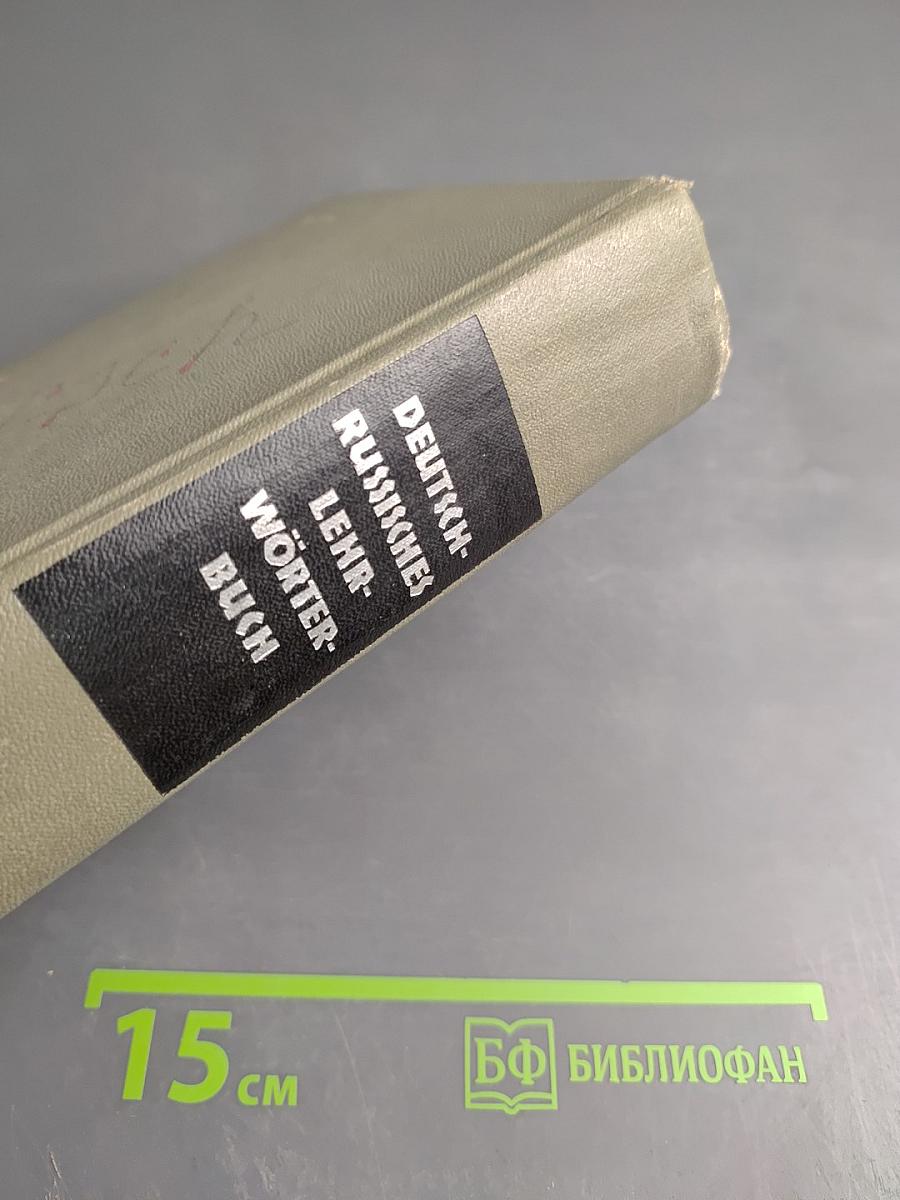 DEUTSCH-
RUSSISCHES
LEHR-
WÖRTER-
BUCH
15 см
БФ БИБЛИОФАН